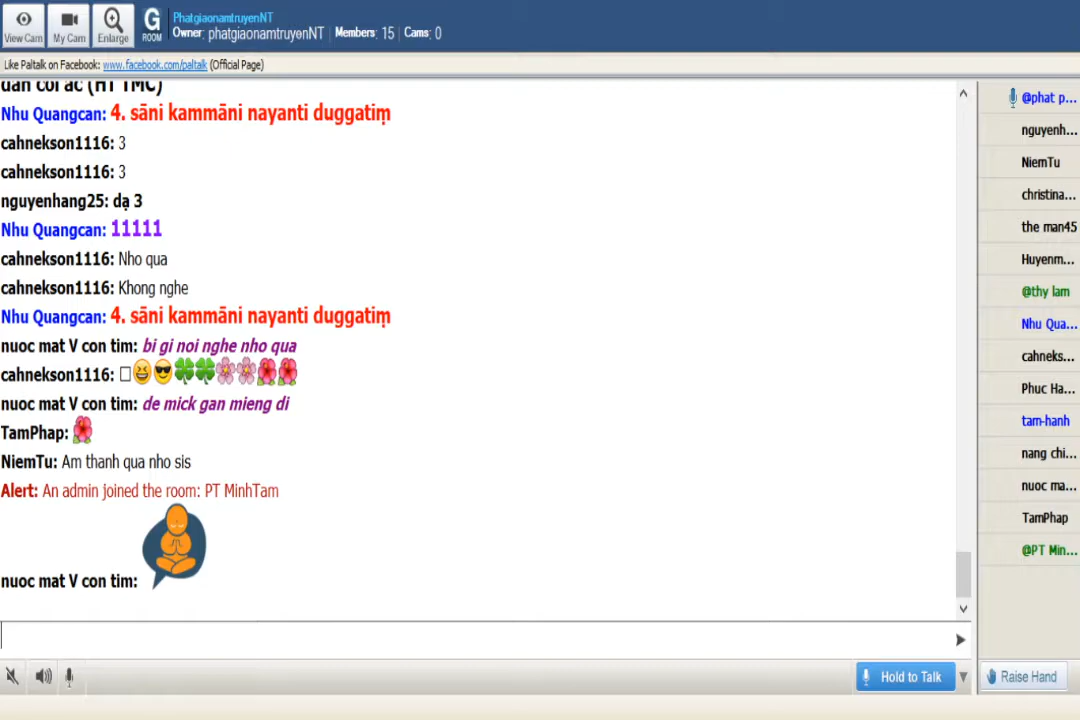 View Cam
My Cam
Enlarge
G
ROOM
PhatgiaonamtruyenNT
Owner: phatgiaonamtruyenNT | Members: 15 | Cams: 0
Like Paltalk on Facebook: www.facebook.com/paltalk (Official Page)
dẫn cõi ác (HT TMC)
Nhu Quangcan: 4. sāni kammāni nayanti duggatiṃ
cahnekson1116: 3
cahnekson1116: 3
nguyenhang25: dạ 3
Nhu Quangcan: 11111
cahnekson1116: Nho qua
cahnekson1116: Khong nghe
Nhu Quangcan: 4. sāni kammāni nayanti duggatiṃ
nuoc mat V con tim: bi gi noi nghe nho qua
cahnekson1116:
nuoc mat V con tim: de mick gan mieng di
TamPhap:
NiemTu: Am thanh qua nho sis
Alert: An admin joined the room: PT MinhTam
nuoc mat V con tim:
@phat p...
nguyenh...
NiemTu
christina...
the man45
Huyenm...
@thy lam
Nhu Qua...
cahneks...
Phuc Ha...
tam-hanh
nang chi...
nuoc ma...
TamPhap
@PT Min...
Hold to Talk
Raise Hand